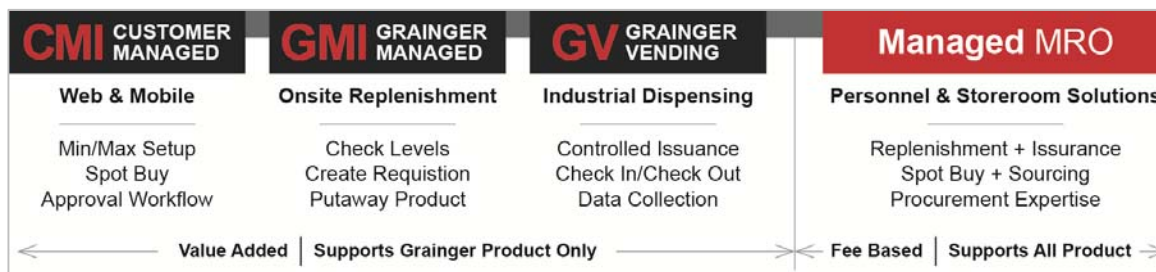 CMI CUSTOMER MANAGED
Web & Mobile
Min/Max Setup
Spot Buy
Approval Workflow
GMI GRAINGER MANAGED
Onsite Replenishment
Check Levels
Create Requistion
Putaway Product
GV GRAINGER VENDING
Industrial Dispensing
Controlled Issuance
Check In/Check Out
Data Collection
Value Added | Supports Grainger Product Only
Managed MRO
Personnel & Storeroom Solutions
Replenishment + Issurance
Spot Buy + Sourcing
Procurement Expertise
Fee Based | Supports All Product